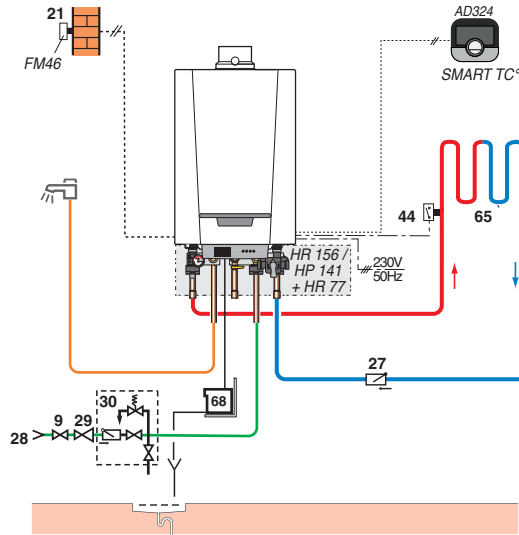 21
FM46
AD324
SMART TC°
44
65
HR 156 /
HP 141
+ HR 77
230V
50Hz
27
30
68
28
9
29